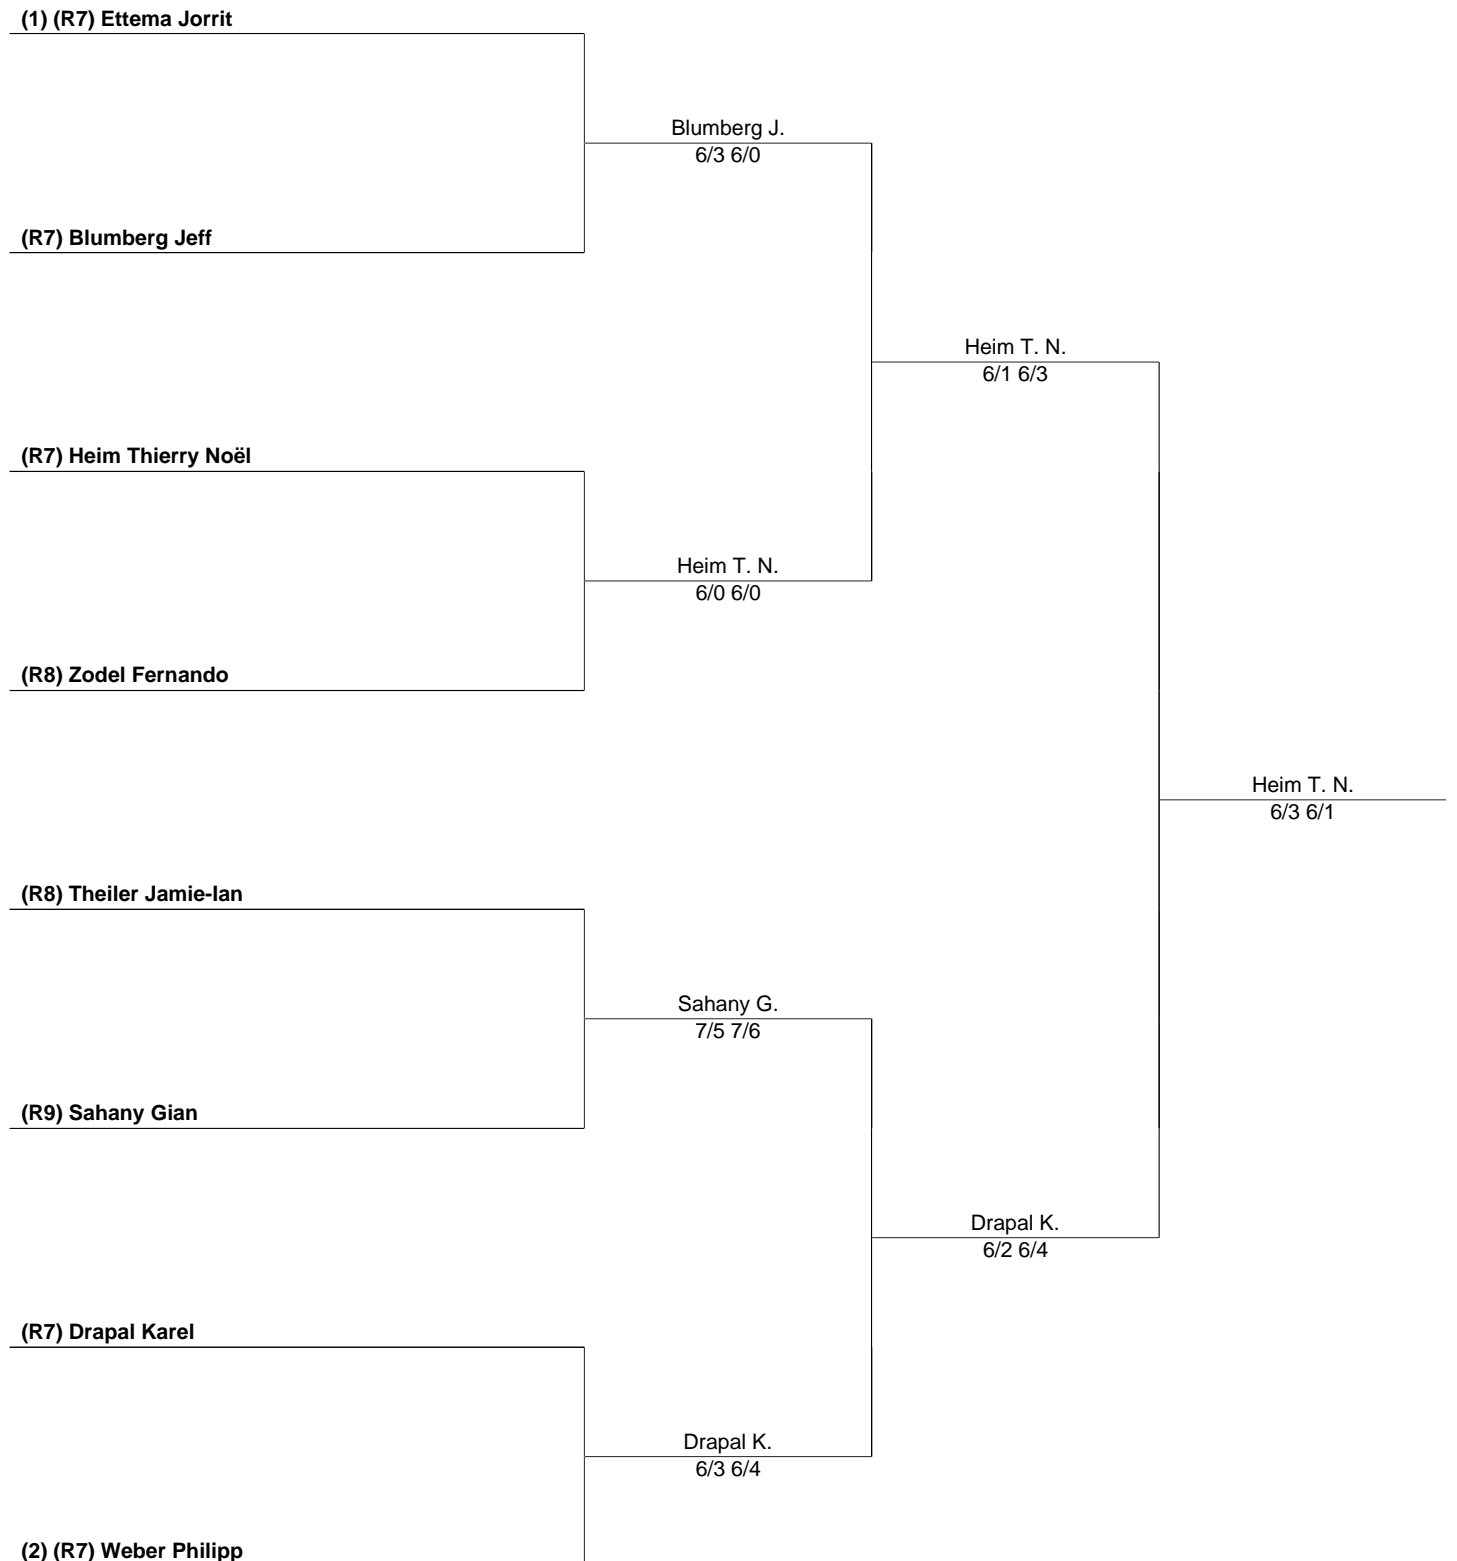 (1) (R7) Ettema Jorrit
Blumberg J.
6/3 6/0
(R7) Blumberg Jeff
Heim T. N.
6/1 6/3
(R7) Heim Thierry Noël
Heim T. N.
6/0 6/0
(R8) Zodel Fernando
Heim T. N.
6/3 6/1
(R8) Theiler Jamie-Ian
Sahany G.
7/5 7/6
(R9) Sahany Gian
Drapal K.
6/2 6/4
(R7) Drapal Karel
Drapal K.
6/3 6/4
(2) (R7) Weber Philipp